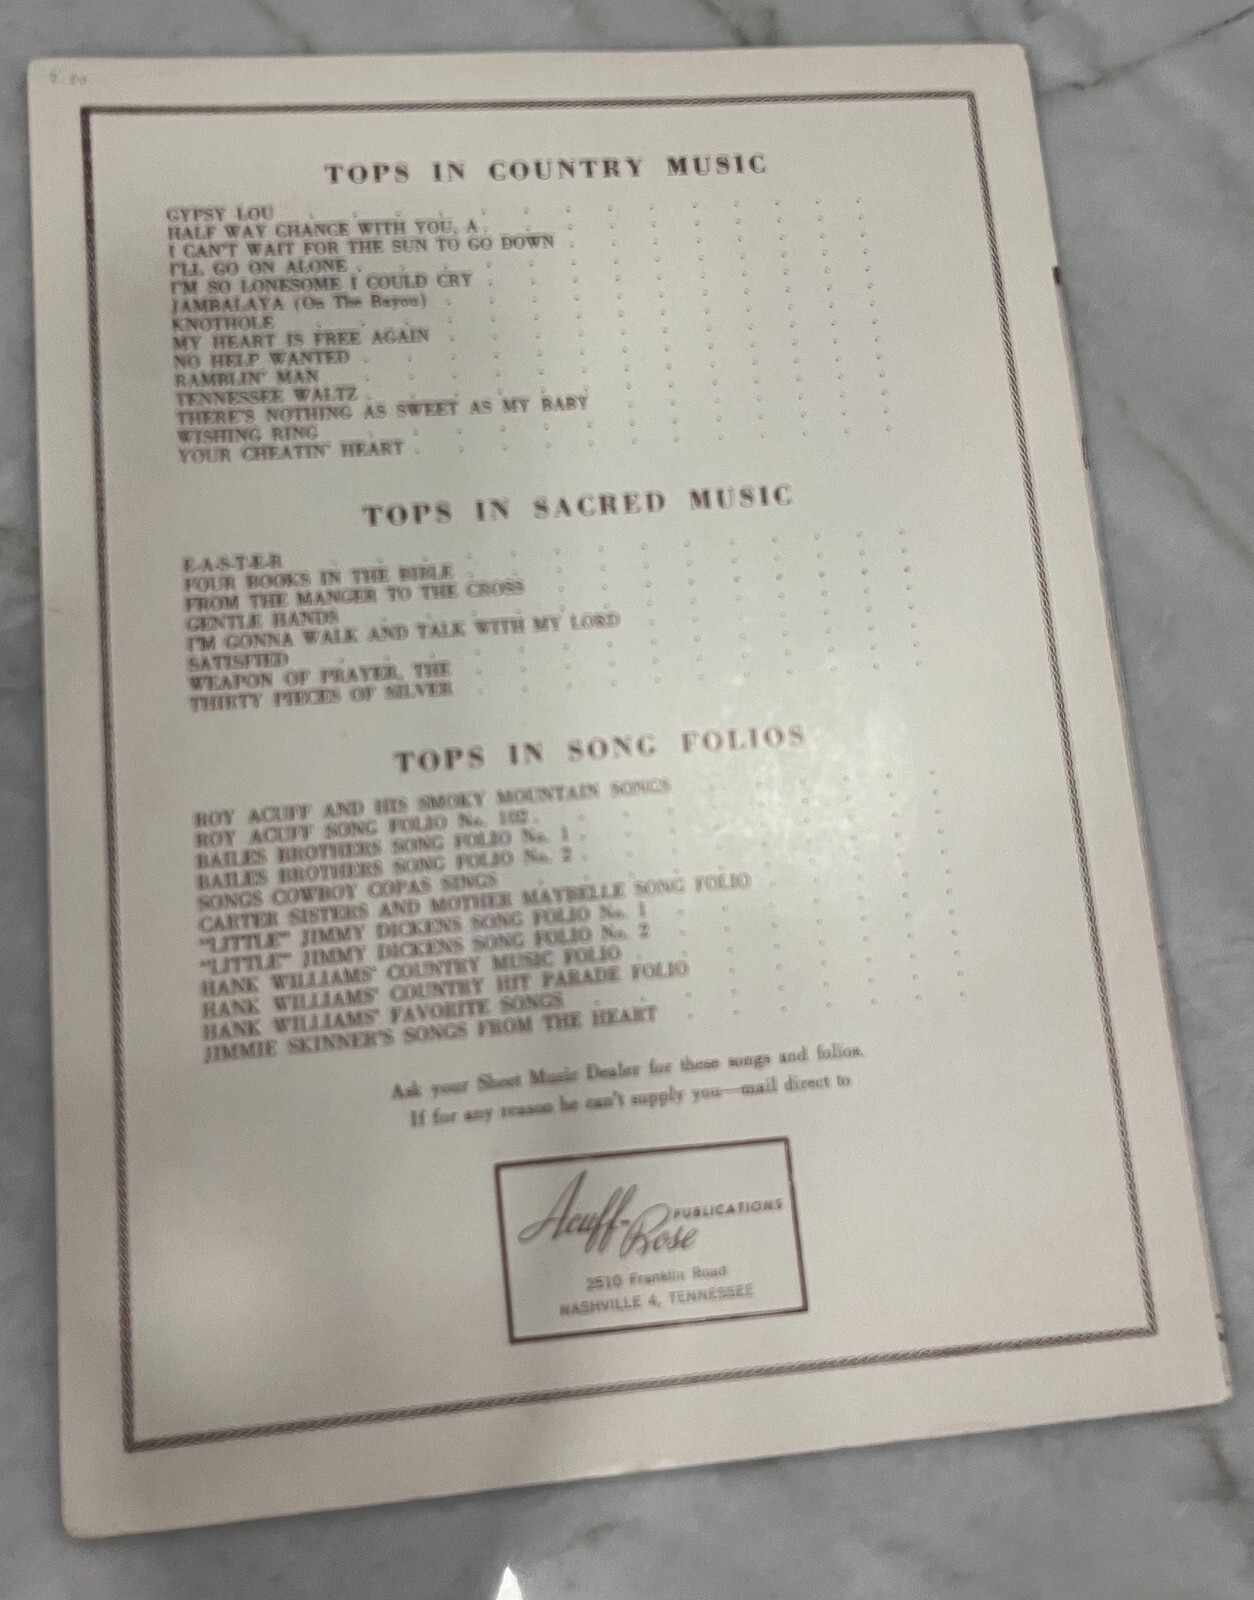 TOPS IN COUNTRY MUSIC
GYPSY LOU
HALF WAY CHANCE WITH YOU, A
I CAN'T WAIT FOR THE SUN TO GO DOWN
I'LL GO ON ALONE
I'M SO LONESOME I COULD CRY
JAMBALAYA (On The Bayou)
KNOTHOLE
MY HEART IS FREE AGAIN
NO HELP WANTED
RAMBLIN' MAN
TENNESSEE WALTZ
THERE'S NOTHING AS SWEET AS MY BABY
WISHING RING
YOUR CHEATIN' HEART
TOPS IN SACRED MUSIC
E-A-S-T-E-R
FOUR BOOKS IN THE BIBLE
FROM THE MANGER TO THE CROSS
GENTLE HANDS
I'M GONNA WALK AND TALK WITH MY LORD
SATISFIED
WEAPON OF PRAYER, THE
THIRTY PIECES OF SILVER
TOPS IN SONG FOLIOS
ROY ACUFF AND HIS SMOKY MOUNTAIN SONGS
ROY ACUFF SONG FOLIO No. 102
BAILES BROTHERS SONG FOLIO No. 1
BAILES BROTHERS SONG FOLIO No. 2
SONGS COWBOY COPAS SINGS
CARTER SISTERS AND MOTHER MAYBELLE SONG FOLIO
"LITTLE" JIMMY DICKENS SONG FOLIO No. 1
"LITTLE" JIMMY DICKENS SONG FOLIO No. 2
HANK WILLIAMS' COUNTRY MUSIC FOLIO
HANK WILLIAMS' COUNTRY HIT PARADE FOLIO
HANK WILLIAMS' FAVORITE SONGS
JIMMIE SKINNER'S SONGS FROM THE HEART
Ask your Sheet Music Dealer for these songs and folios.
If for any reason he can't supply you—mail direct to
Acuff-Rose PUBLICATIONS
2510 Franklin Road
NASHVILLE 4, TENNESSEE